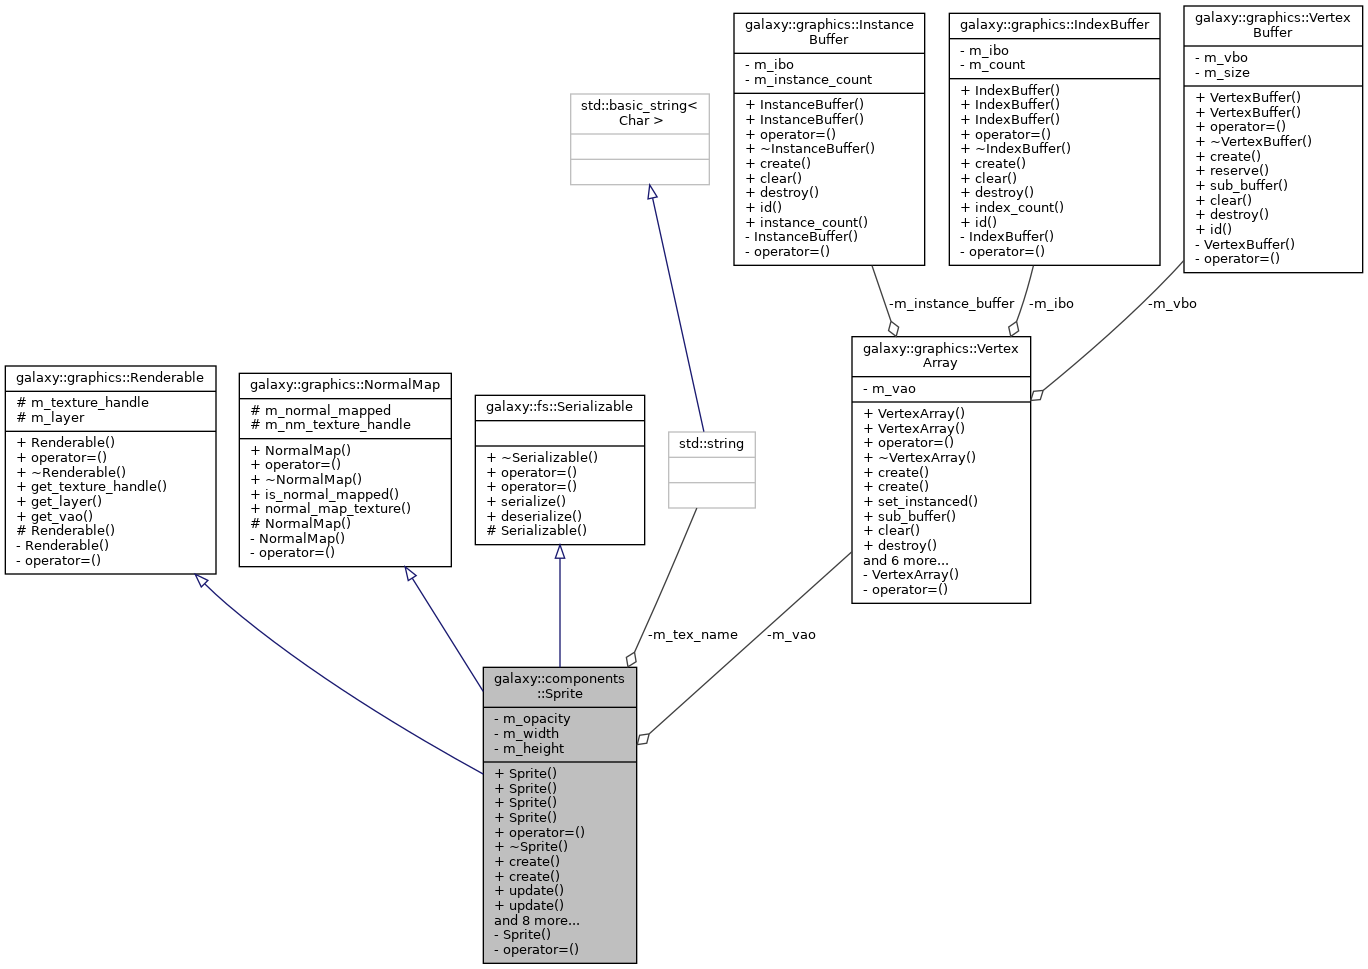 galaxy::graphics::Instance
Buffer
- m_ibo
- m_instance_count
+ InstanceBuffer()
+ InstanceBuffer()
+ operator=()
+ ~InstanceBuffer()
+ create()
+ clear()
+ destroy()
+ id()
+ instance_count()
- InstanceBuffer()
- operator=()
galaxy::graphics::IndexBuffer
- m_ibo
- m_count
+ IndexBuffer()
+ IndexBuffer()
+ IndexBuffer()
+ operator=()
+ ~IndexBuffer()
+ create()
+ clear()
+ destroy()
+ index_count()
+ id()
- IndexBuffer()
- operator=()
galaxy::graphics::Vertex
Buffer
- m_vbo
- m_size
+ VertexBuffer()
+ VertexBuffer()
+ operator=()
+ ~VertexBuffer()
+ create()
+ reserve()
+ sub_buffer()
+ clear()
+ destroy()
+ id()
- VertexBuffer()
- operator=()
std::basic_string<
Char >
-m_instance_buffer
-m_ibo
-m_vbo
galaxy::graphics::Vertex
Array
- m_vao
+ VertexArray()
+ VertexArray()
+ operator=()
+ ~VertexArray()
+ create()
+ create()
+ set_instanced()
+ sub_buffer()
+ clear()
+ destroy()
and 6 more...
- VertexArray()
- operator=()
galaxy::graphics::Renderable
# m_texture_handle
# m_layer
+ Renderable()
+ operator=()
+ ~Renderable()
+ get_texture_handle()
+ get_layer()
+ get_vao()
# Renderable()
- Renderable()
- operator=()
galaxy::graphics::NormalMap
# m_normal_mapped
# m_nm_texture_handle
+ NormalMap()
+ operator=()
+ ~NormalMap()
+ is_normal_mapped()
+ normal_map_texture()
# NormalMap()
- NormalMap()
- operator=()
galaxy::fs::Serializable
+ ~Serializable()
+ operator=()
+ operator=()
+ serialize()
+ deserialize()
# Serializable()
std::string
-m_tex_name
-m_vao
galaxy::components
::Sprite
- m_opacity
- m_width
- m_height
+ Sprite()
+ Sprite()
+ Sprite()
+ Sprite()
+ operator=()
+ ~Sprite()
+ create()
+ create()
+ update()
+ update()
and 8 more...
- Sprite()
- operator=()